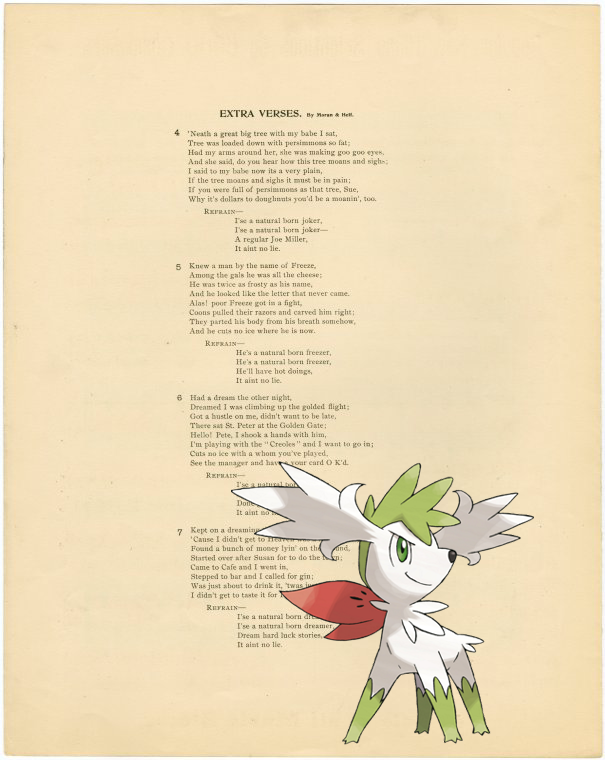 EXTRA VERSES. By Moran & Helf.
4 'Neath a great big tree with my babe I sat,
Tree was loaded down with persimmons so fat;
Had my arms around her, she was making goo goo eyes.
And she said, do you hear how this tree moans and sighs;
I said to my babe now its a very plain,
If the tree moans and sighs it must be in pain;
If you were full of persimmons as that tree, Sue,
Why it's dollars to doughnuts you'd be a moanin', too.
REFRAIN—
I'se a natural born joker,
I'se a natural born joker—
A regular Joe Miller,
It aint no lie.
5 Knew a man by the name of Freeze,
Among the gals he was all the cheese;
He was twice as frosty as his name,
And he looked like the letter that never came.
Alas! poor Freeze got in a fight,
Coons pulled their razors and carved him right;
They parted his body from his breath somehow,
And he cuts no ice where he is now.
REFRAIN—
He's a natural born freezer,
He's a natural born freezer,
He'll have hot doings,
It aint no lie.
6 Had a dream the other night,
Dreamed I was climbing up the golded flight;
Got a hustle on me, didn't want to be late,
There sat St. Peter at the Golden Gate;
Hello! Pete, I shook a hands with him,
I'm playing with the "Creoles" and I want to go in;
Cuts no ice with a whom you've played,
See the manager and have your card O K'd.
REFRAIN—
I'se a natural
Done
It aint no
7 Kept on a dreaming
'Cause I didn't get to Heaven
Found a bunch of money lyin' on the
Started over after Susan for to do the
Came to Cafe and I went in,
Stepped to bar and I called for gin;
Was just about to drink it, 'twas
I didn't get to taste it for
REFRAIN—
I'se a natural born
I'se a natural born dreamer,
Dream hard luck stories,
It aint no lie.